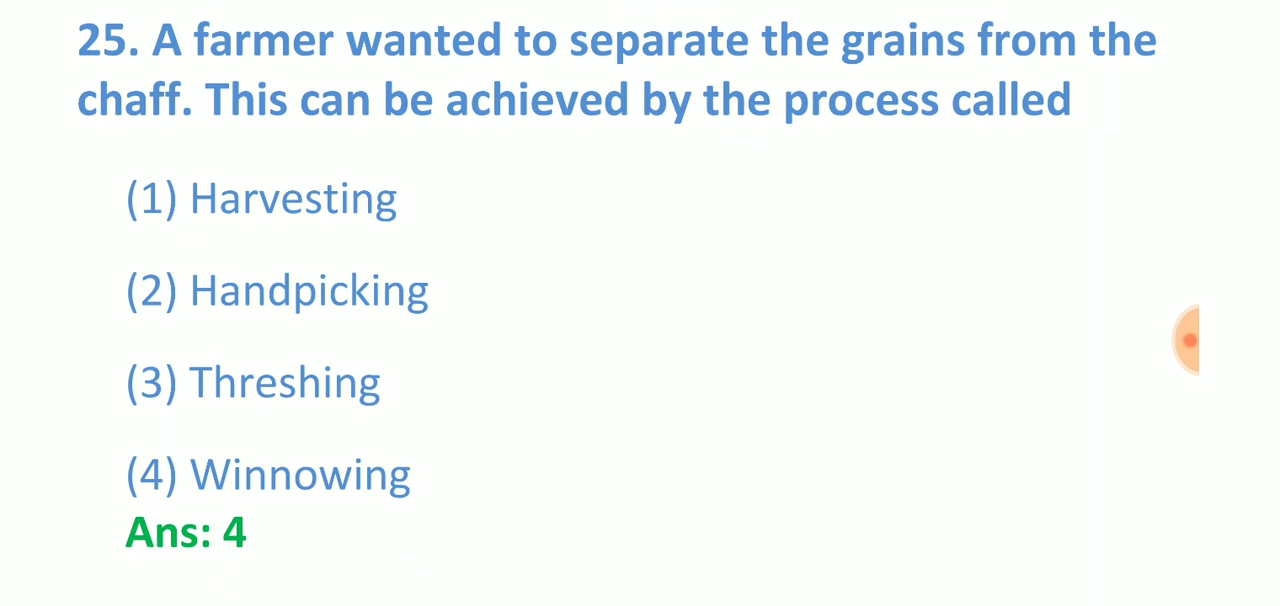 25. A farmer wanted to separate the grains from the
chaff. This can be achieved by the process called
(1) Harvesting
(2) Handpicking
(3) Threshing
(4) Winnowing
Ans: 4